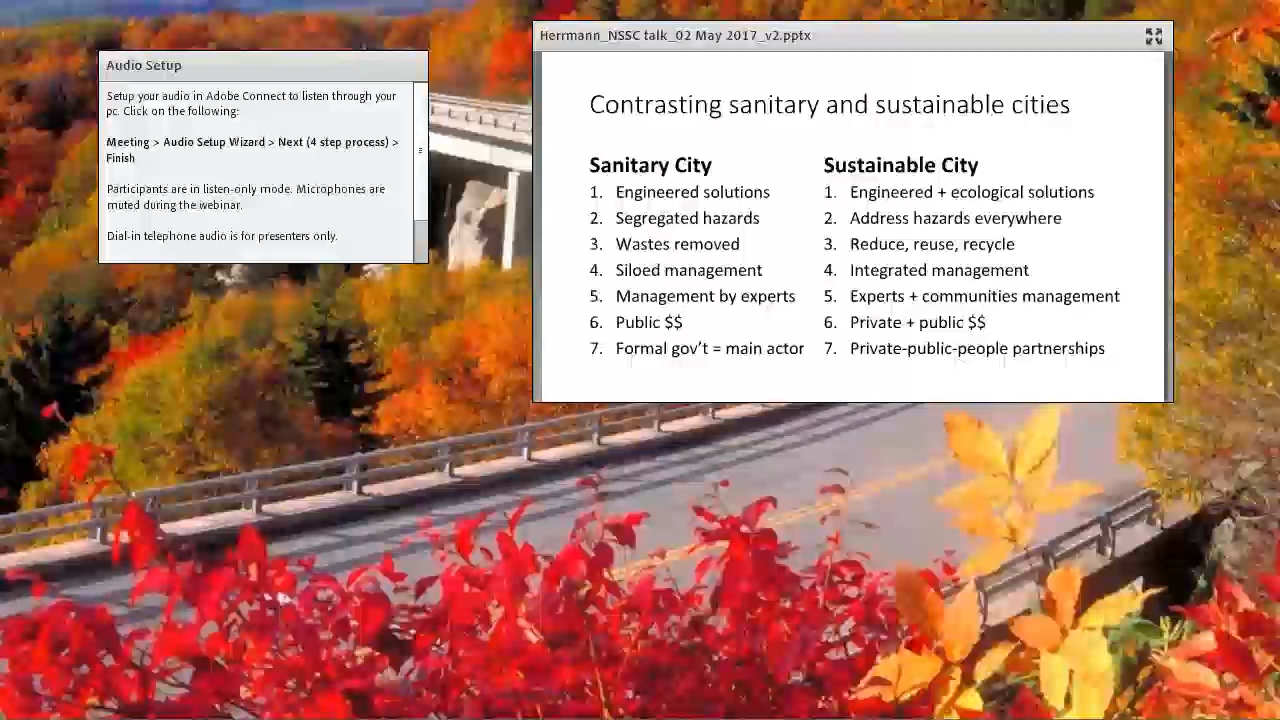 Audio Setup
Setup your audio in Adobe Connect to listen through your
pc. Click on the following:
Meeting > Audio Setup Wizard > Next (4 step process) >
Finish
Participants are in listen-only mode. Microphones are
muted during the webinar.
Dial-in telephone audio is for presenters only.
Herrmann_NSSC talk_02 May 2017_v2.pptx
Contrasting sanitary and sustainable cities
Sanitary City
1. Engineered solutions
2. Segregated hazards
3. Wastes removed
4. Siloed management
5. Management by experts
6. Public $$
7. Formal gov't = main actor
Sustainable City
1. Engineered + ecological solutions
2. Address hazards everywhere
3. Reduce, reuse, recycle
4. Integrated management
5. Experts + communities management
6. Private + public $$
7. Private-public-people partnerships